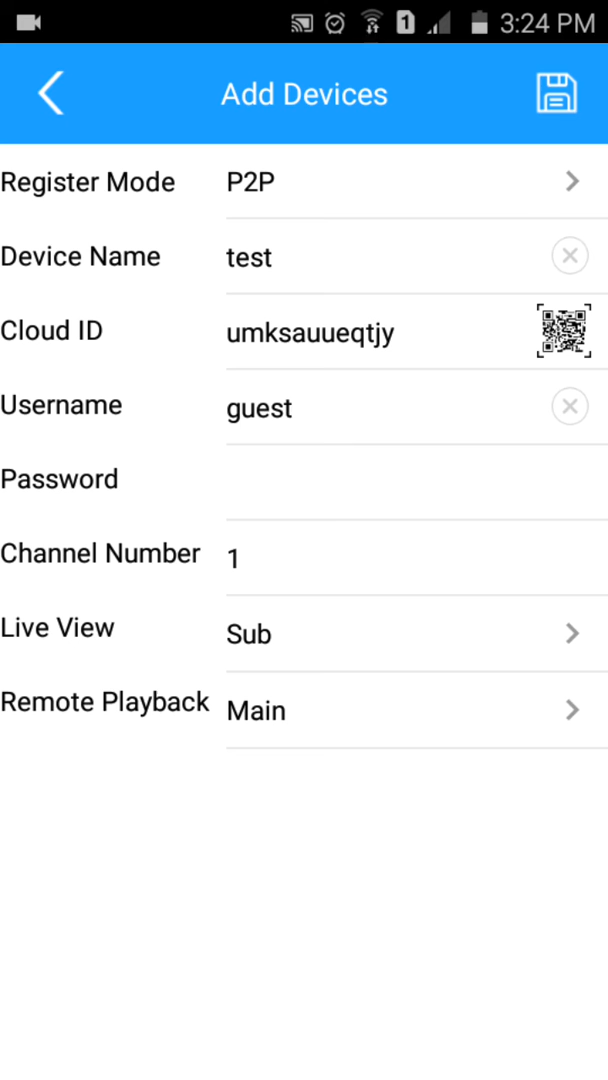 1 3:24 PM
Add Devices
Register Mode P2P
Device Name test
Cloud ID umksauueqtjy
Username guest
Password
Channel Number 1
Live View Sub
Remote Playback Main